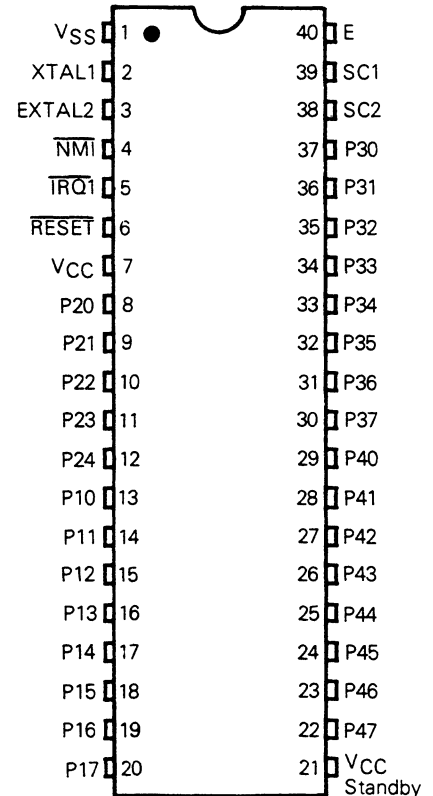 VSS 1 40 E
XTAL1 2 39 SC1
EXTAL2 3 38 SC2
NMI 4 37 P30
IRQ1 5 36 P31
RESET 6 35 P32
VCC 7 34 P33
P20 8 33 P34
P21 9 32 P35
P22 10 31 P36
P23 11 30 P37
P24 12 29 P40
P10 13 28 P41
P11 14 27 P42
P12 15 26 P43
P13 16 25 P44
P14 17 24 P45
P15 18 23 P46
P16 19 22 P47
P17 20 21 VCC
Standby